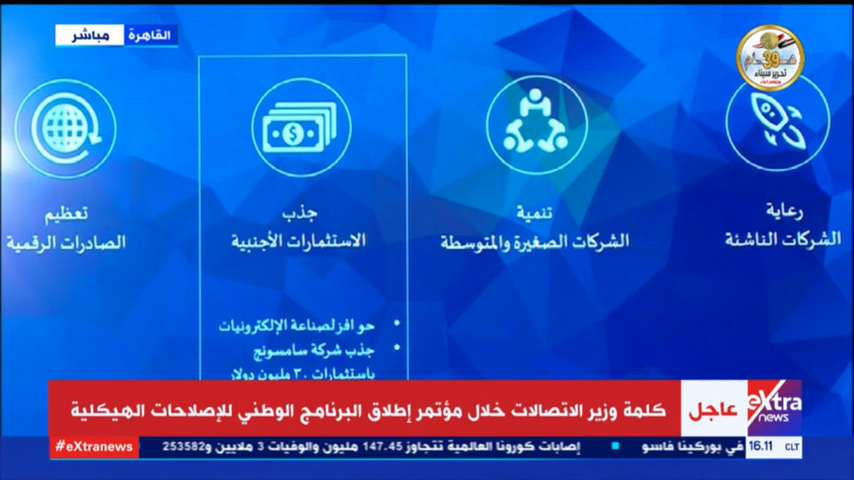 القاهرة
مباشر
39 عام
تحرير سيناء
رعاية
الشركات الناشئة
تنمية
الشركات الصغيرة والمتوسطة
جذب
الاستثمارات الأجنبية
حوافز لصناعة الإلكترونيات
جذب شركة سامسونج
باستثمارات ٣٠ مليون دولار
تعظيم
الصادرات الرقمية
عاجل
كلمة وزير الاتصالات خلال مؤتمر إطلاق البرنامج الوطني للإصلاحات الهيكلية
eXtra
news
CLT 16.11
في بوركينا فاسو
إصابات كورونا العالمية تتجاوز 147.45 مليون والوفيات 3 ملايين و253582
#eXtranews